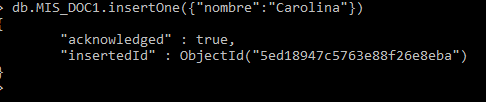 > db.MIS_DOC1.insertOne({"nombre":"Carolina"})
{
        "acknowledged" : true,
        "insertedId" : ObjectId("5ed18947c5763e88f26e8eba")
}
>